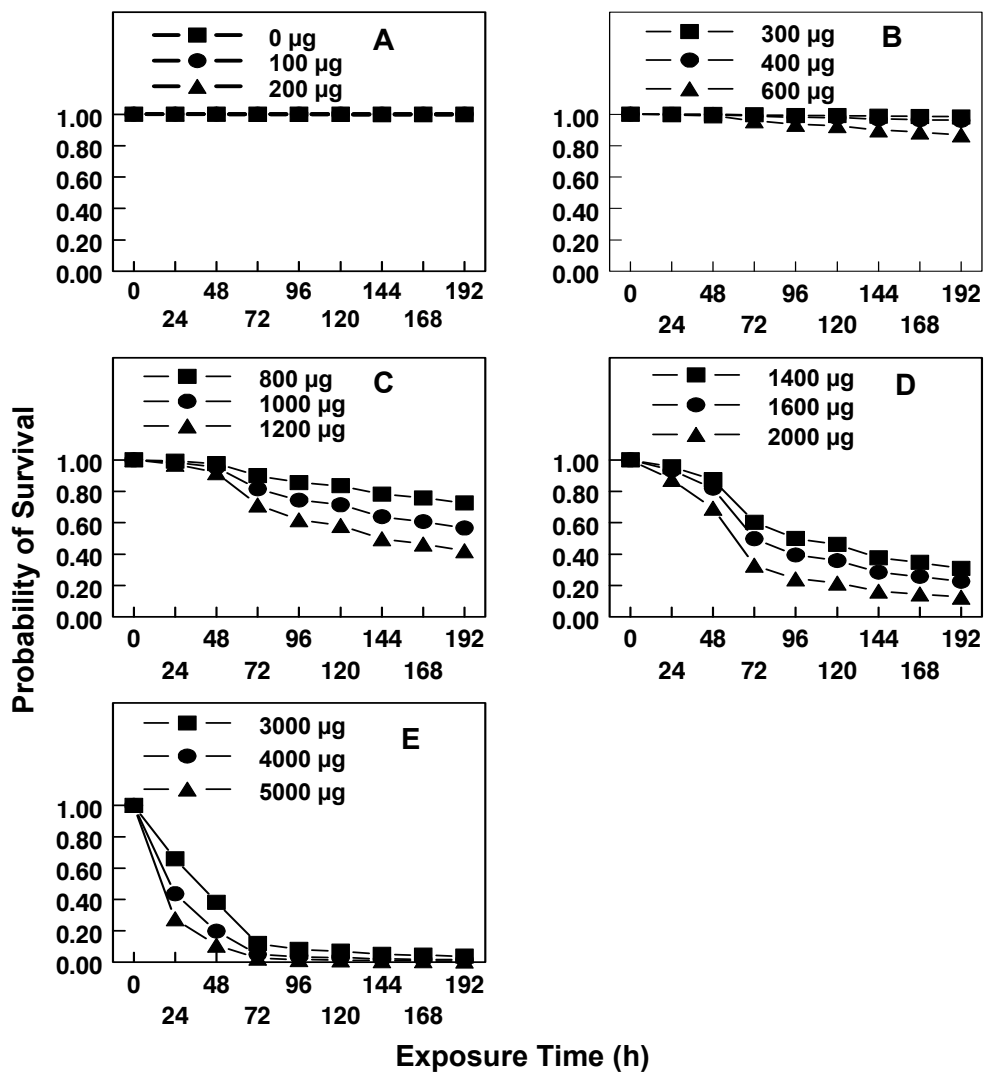 A
0 µg
100 µg
200 µg
1.00
0.80
0.60
0.40
0.20
0.00
0 48 96 144 192
24 72 120 168
B
300 µg
400 µg
600 µg
1.00
0.80
0.60
0.40
0.20
0.00
0 48 96 144 192
24 72 120 168
Probability of Survival
C
800 µg
1000 µg
1200 µg
1.00
0.80
0.60
0.40
0.20
0.00
0 48 96 144 192
24 72 120 168
D
1400 µg
1600 µg
2000 µg
1.00
0.80
0.60
0.40
0.20
0.00
0 48 96 144 192
24 72 120 168
E
3000 µg
4000 µg
5000 µg
1.00
0.80
0.60
0.40
0.20
0.00
0 48 96 144 192
24 72 120 168
Exposure Time (h)